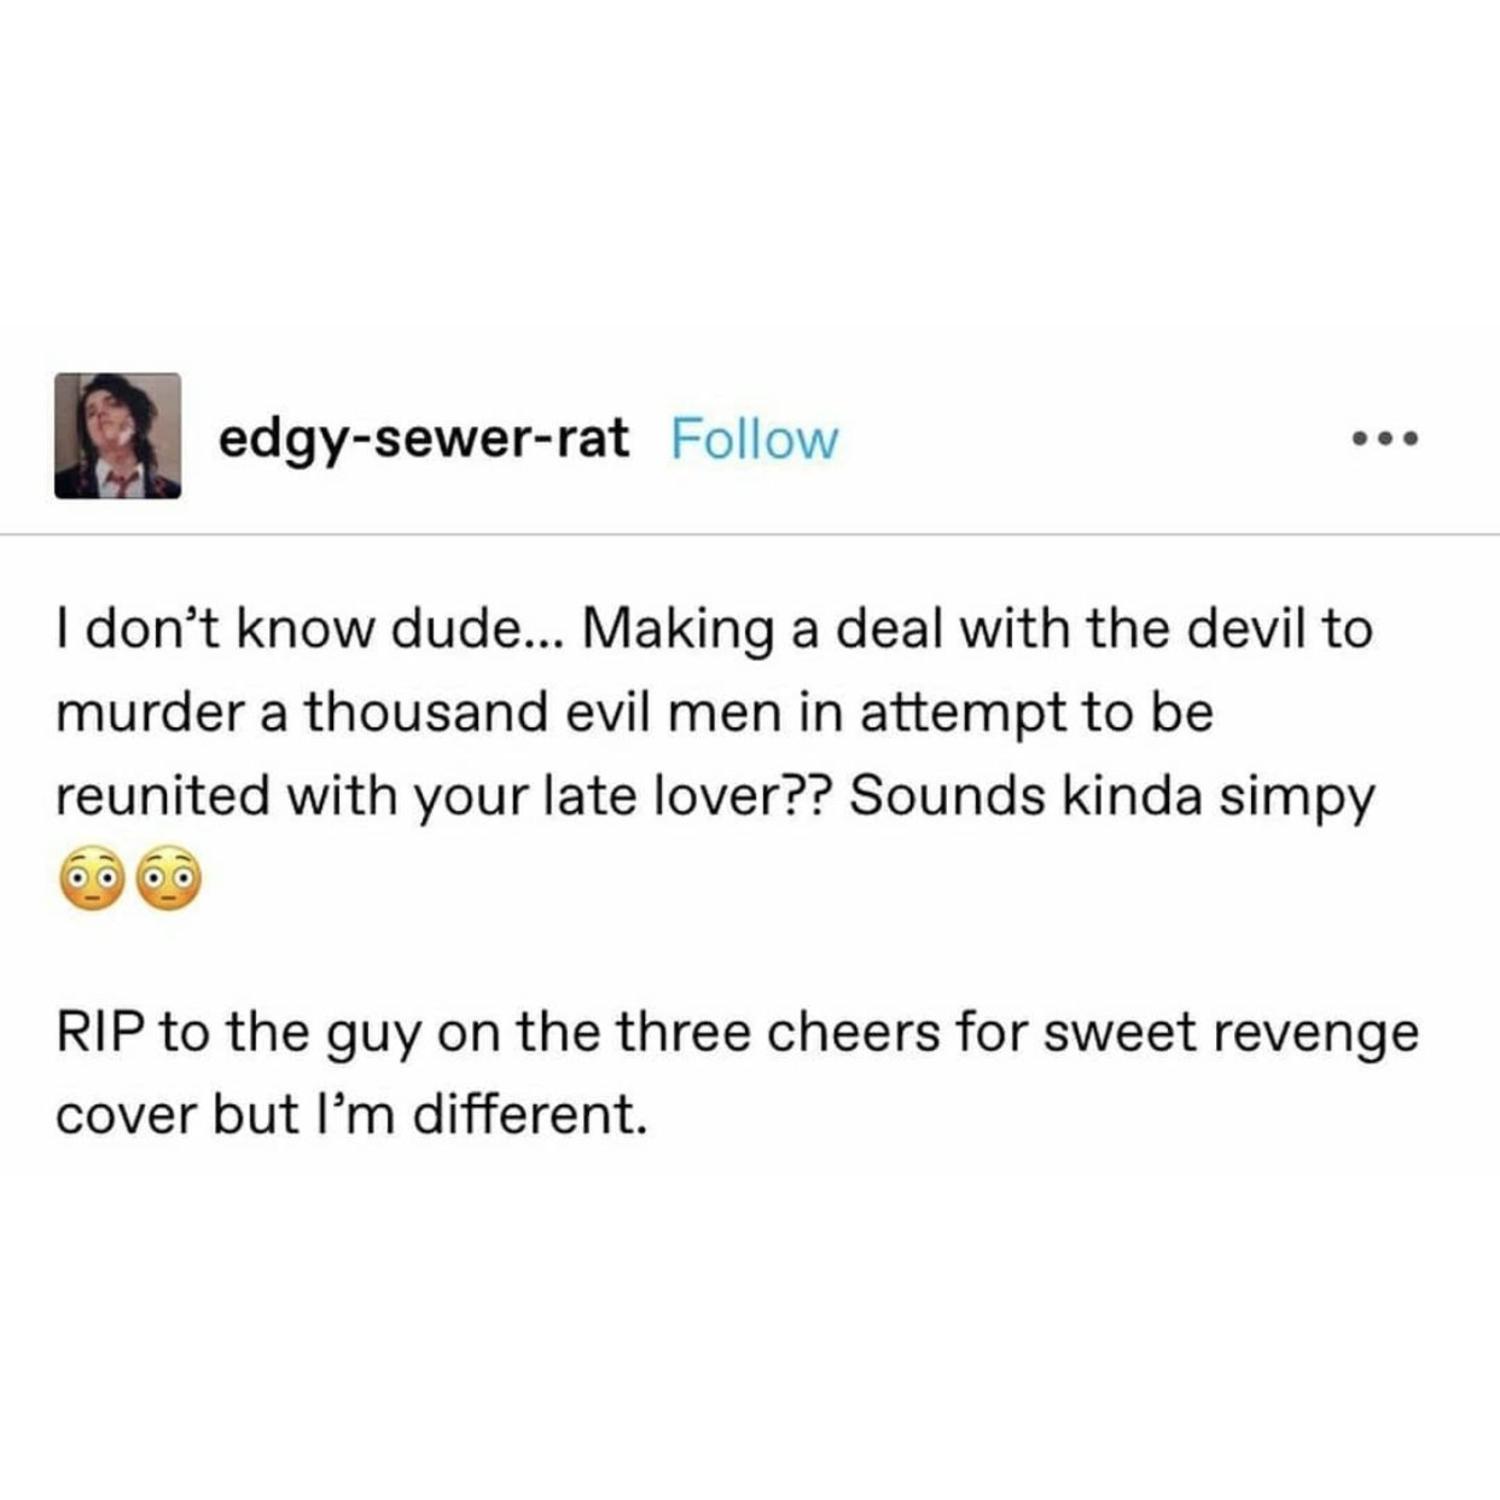 edgy-sewer-rat Follow
I don't know dude... Making a deal with the devil to
murder a thousand evil men in attempt to be
reunited with your late lover?? Sounds kinda simpy
😳😳
RIP to the guy on the three cheers for sweet revenge
cover but I'm different.